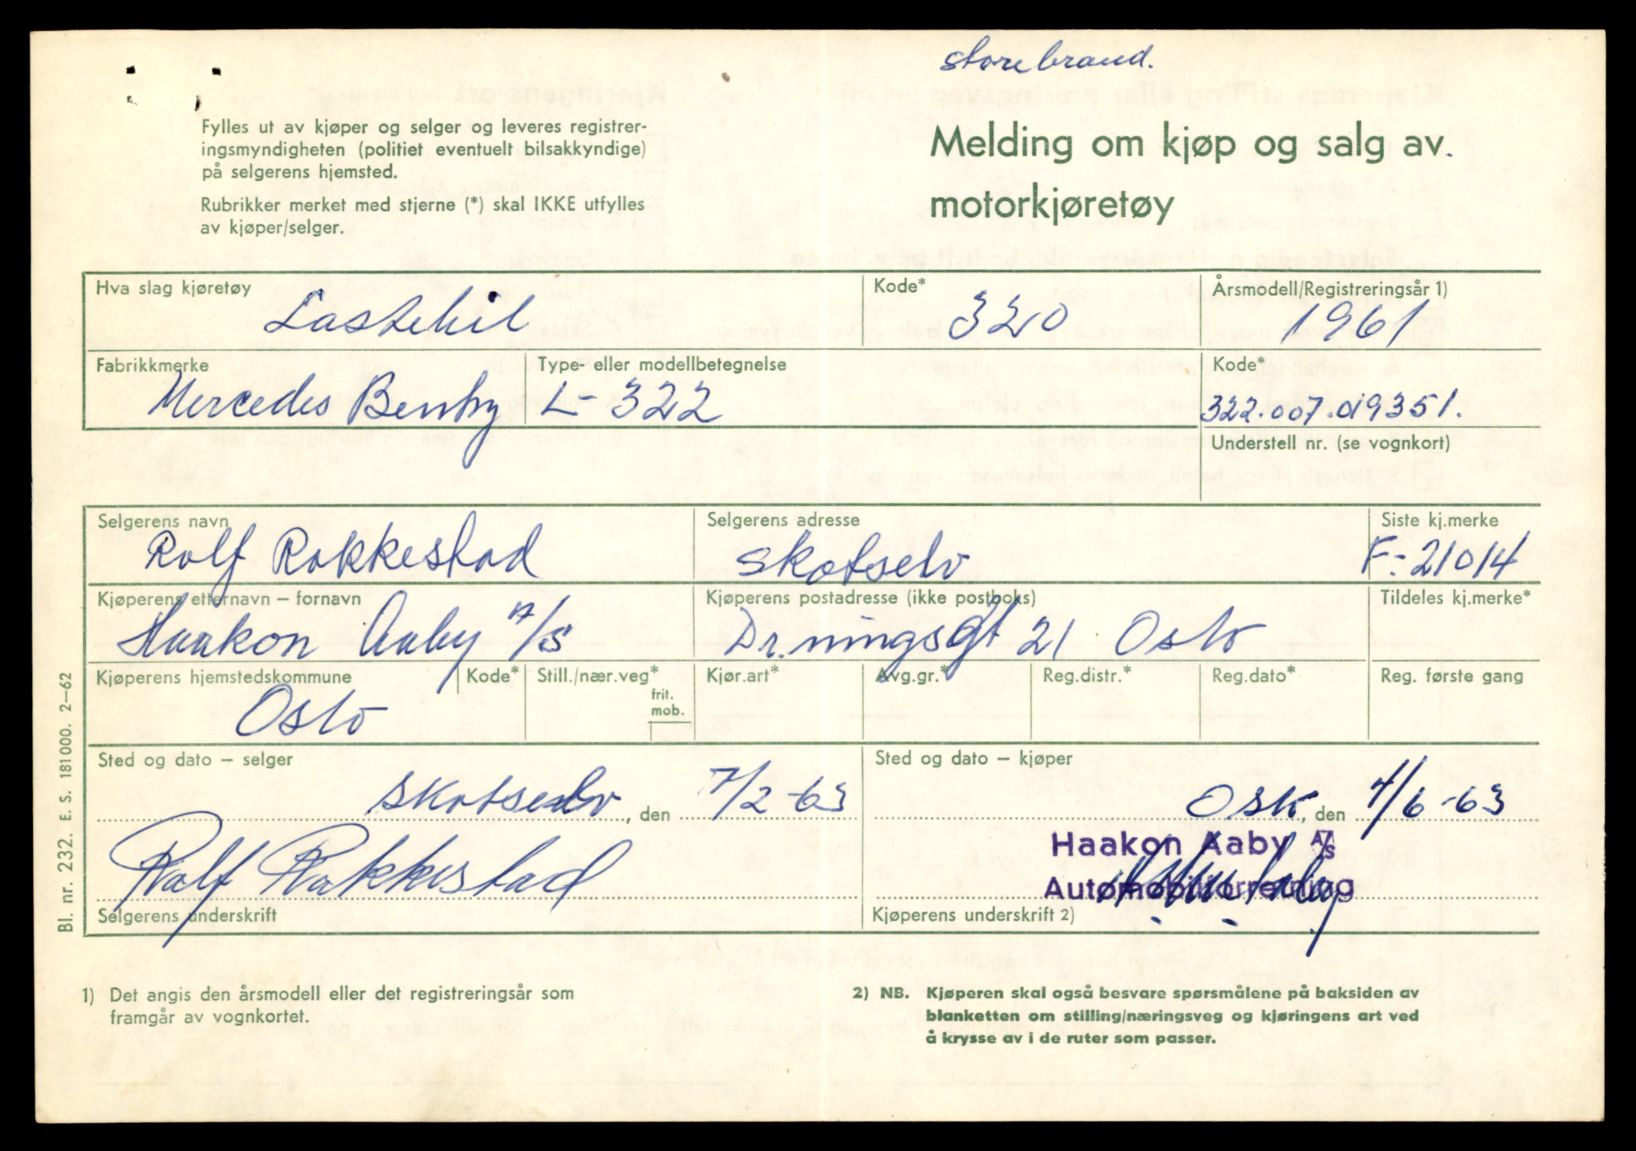 storebrand.
Fylles ut av kjøper og selger og leveres registrer-
ingsmyndigheten (politiet eventuelt bilsakkyndige)
på selgerens hjemsted.
Rubrikker merket med stjerne (*) skal IKKE utfylles
av kjøper/selger.
Melding om kjøp og salg av
motorkjøretøy
Hva slag kjøretøy
Lastebil
Kode*
320
Årsmodell/Registreringsår 1)
1961
Fabrikkmerke
Mercedes
Type- eller modellbetegnelse
L-322
Kode*
322.007.019351.
Understell nr. (se vognkort)
Selgerens navn
Rolf Rokkestad
Selgerens adresse
Skotselv
Siste kj.merke
F-21014
Kjøperens etternavn – fornavn
Haakon Aaby A/S
Kjøperens postadresse (ikke postboks)
Dr.ningsgt 21 Oslo
Tildeles kj.merke*
Kjøperens hjemstedskommune
Oslo
Kode*
Still./nær.veg*
frit.
mob.
Kjør.art*
Avg.gr.*
Reg.distr.*
Reg.dato*
Reg. første gang
Sted og dato – selger
Skotselv, den 7/2-63
Sted og dato – kjøper
Oslo, den 4/6-63
Rolf Rokkestad
Selgerens underskrift
Haakon Aaby A/S
Automobilforretning
Kjøperens underskrift 2)
Bl. nr. 232. E. S. 181000. 2–62
1) Det angis den årsmodell eller det registreringsår som
framgår av vognkortet.
2) NB. Kjøperen skal også besvare spørsmålene på baksiden av
blanketten om stilling/næringsveg og kjøringens art ved
å krysse av i de ruter som passer.